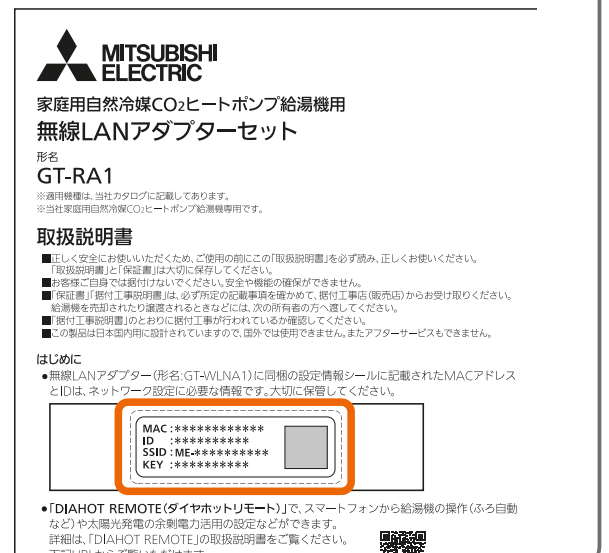 MITSUBISHI
ELECTRIC
家庭用自然冷媒CO₂ヒートポンプ給湯機用
無線LANアダプターセット
形名
GT-RA1
※適用機種は、当社カタログに記載してあります。
※当社家庭用自然冷媒CO₂ヒートポンプ給湯機専用です。
取扱説明書
■正しく安全にお使いいただくため、ご使用の前にこの「取扱説明書」を必ず読み、正しくお使いください。
「取扱説明書」と「保証書」は大切に保存してください。
■お客様ご自身では据付けないでください。安全や機能の確保ができません。
■「保証書」「据付工事説明書」は、必ず所定の記載事項を確かめて、据付工事店(販売店)からお受け取りください。
給湯機を売却されたり譲渡されるときなどには、次の所有者の方へ渡してください。
■「据付工事説明書」のとおりに据付工事が行われているか確認してください。
■この製品は日本国内用に設計されていますので、国外では使用できません。またアフターサービスもできません。
はじめに
●無線LANアダプター(形名:GT-WLNA1)に同梱の設定情報シールに記載されたMACアドレス
とIDは、ネットワーク設定に必要な情報です。大切に保管してください。
MAC:************
ID :**********
SSID:ME-**********
KEY :**********
●「DIAHOT REMOTE(ダイヤホットリモート)」で、スマートフォンから給湯機の操作(ふろ自動
など)や太陽光発電の余剰電力活用の設定などができます。
詳細は、「DIAHOT REMOTE」の取扱説明書をご覧ください。